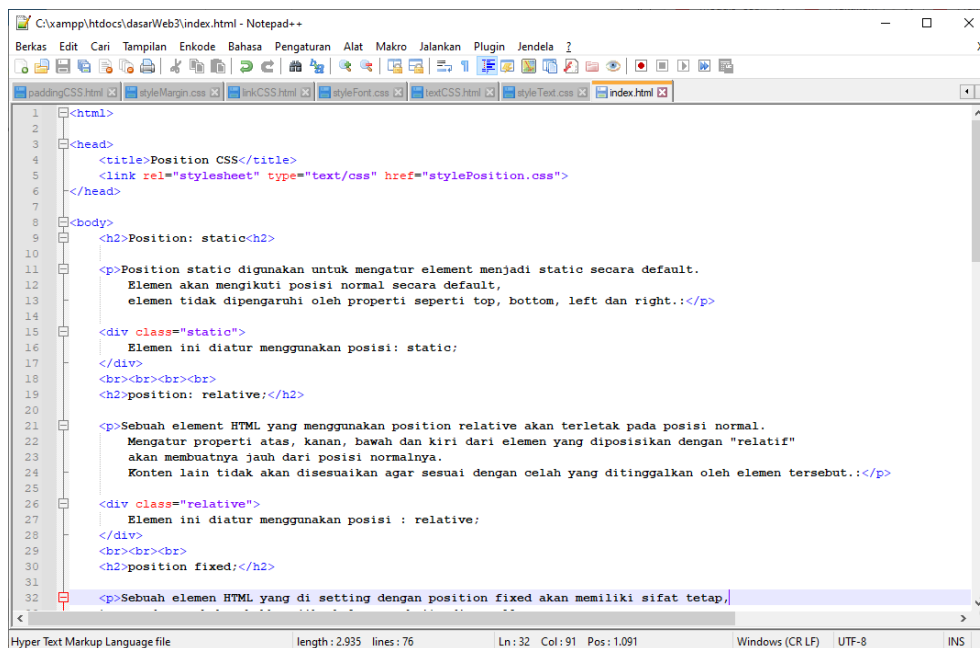 C:\xampp\htdocs\dasarWeb3\index.html - Notepad++
Berkas Edit Cari Tampilan Enkode Bahasa Pengaturan Alat Makro Jalankan Plugin Jendela ?
paddingCSS.html styleMargin.css linkCSS.html styleFont.css textCSS.html styleText.css index.html
1 <html>
2
3 <head>
4 <title>Position CSS</title>
5 <link rel="stylesheet" type="text/css" href="stylePosition.css">
6 </head>
7
8 <body>
9 <h2>Position: static<h2>
10
11 <p>Position static digunakan untuk mengatur element menjadi static secara default.
12 Elemen akan mengikuti posisi normal secara default,
13 elemen tidak dipengaruhi oleh properti seperti top, bottom, left dan right.:</p>
14
15 <div class="static">
16 Elemen ini diatur menggunakan posisi: static;
17 </div>
18 <br><br><br><br>
19 <h2>position: relative;</h2>
20
21 <p>Sebuah element HTML yang menggunakan position relative akan terletak pada posisi normal.
22 Mengatur properti atas, kanan, bawah dan kiri dari elemen yang diposisikan dengan "relatif"
23 akan membuatnya jauh dari posisi normalnya.
24 Konten lain tidak akan disesuaikan agar sesuai dengan celah yang ditinggalkan oleh elemen tersebut.:</p>
25
26 <div class="relative">
27 Elemen ini diatur menggunakan posisi : relative;
28 </div>
29 <br><br><br>
30 <h2>position fixed;</h2>
31
32 <p>Sebuah elemen HTML yang di setting dengan position fixed akan memiliki sifat tetap,
Hyper Text Markup Language file length : 2.935 lines : 76 Ln : 32 Col : 91 Pos : 1.091 Windows (CR LF) UTF-8 INS